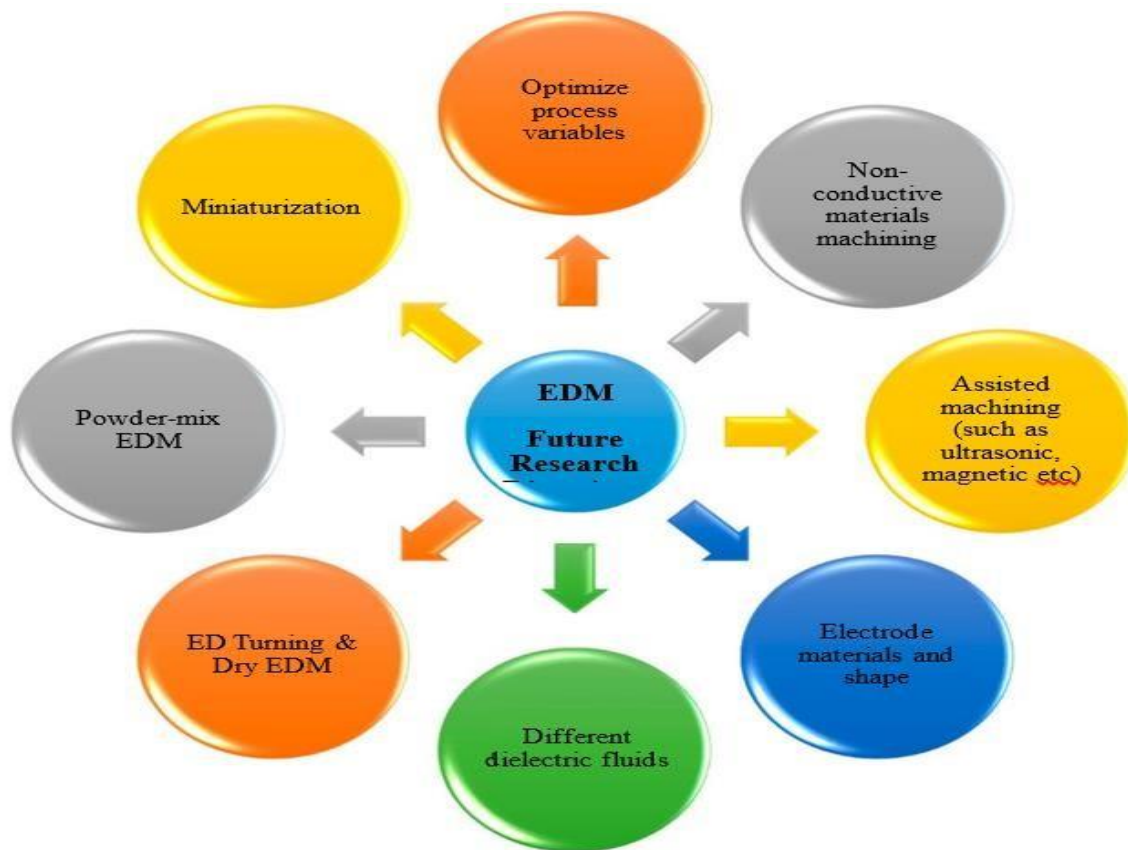 Optimize
process
variables
Non-
conductive
materials
machining
Miniaturization
Assisted
machining
(such as
ultrasonic,
magnetic etc)
Powder-mix
EDM
EDM
Future
Research
Electrode
materials and
shape
ED Turning &
Dry EDM
Different
dielectric fluids